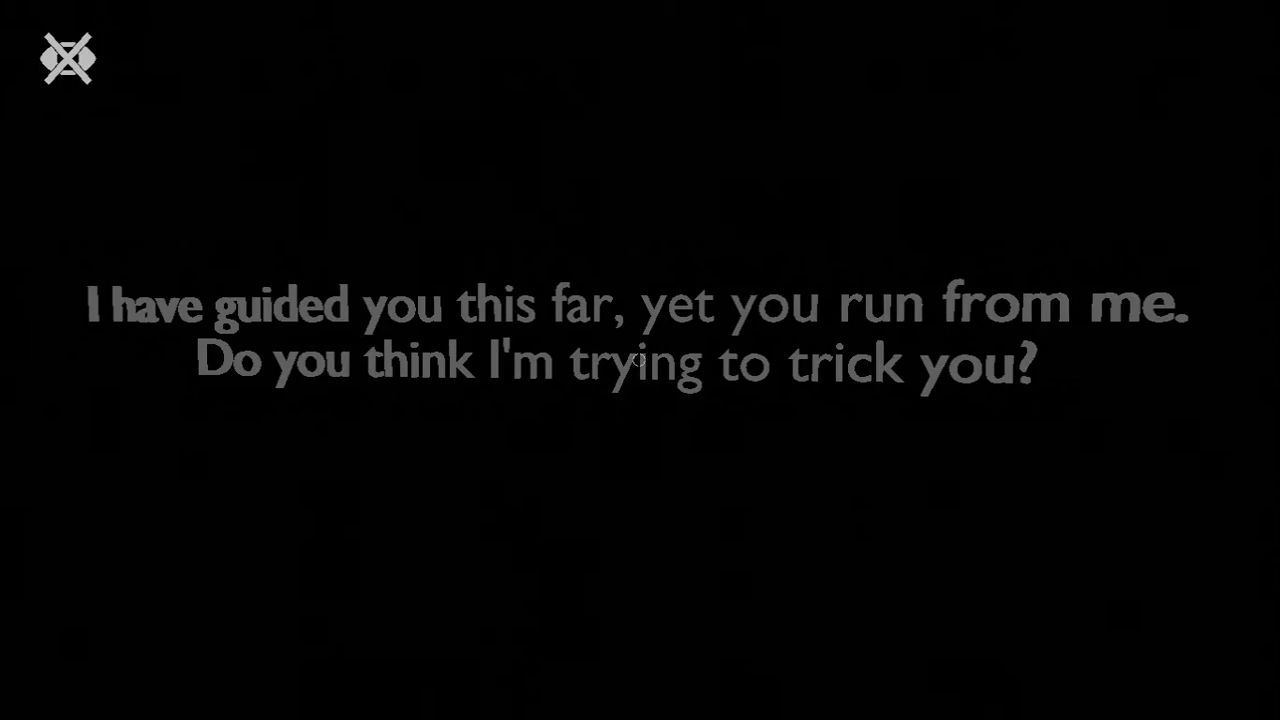 I have guided you this far, yet you run from me.
Do you think I'm trying to trick you?